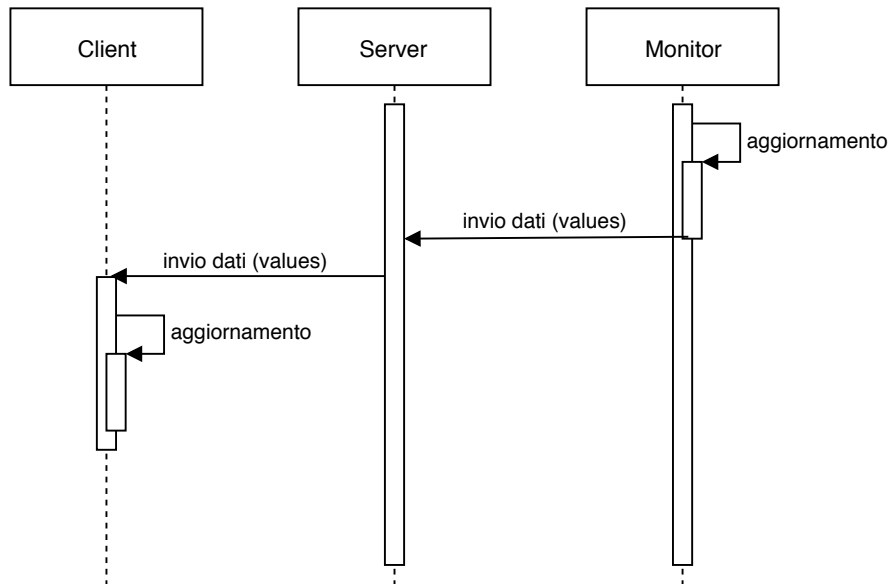 Client
Server
Monitor
aggiornamento
invio dati (values)
invio dati (values)
aggiornamento